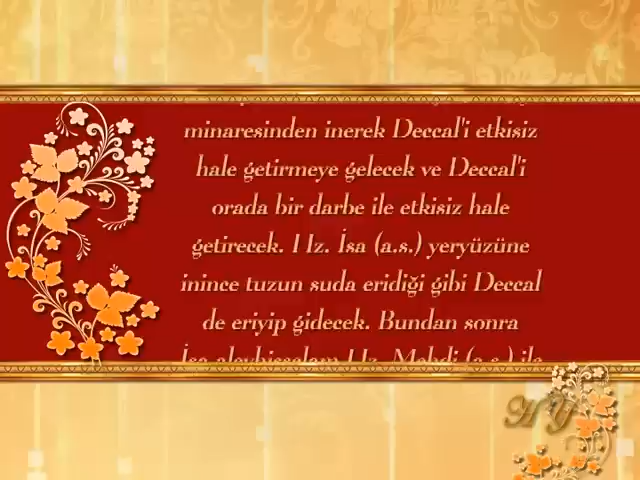 minaresinden inerek Deccal'i etkisiz
hale getirmeye gelecek ve Deccal'i
orada bir darbe ile etkisiz hale
getirecek. Hz. İsa (a.s.) yeryüzüne
inince tuzun suda eridiği gibi Deccal
de eriyip gidecek. Bundan sonra
İsa aleyhisselam Hz. Mehdi (a.s.) ile
H Y